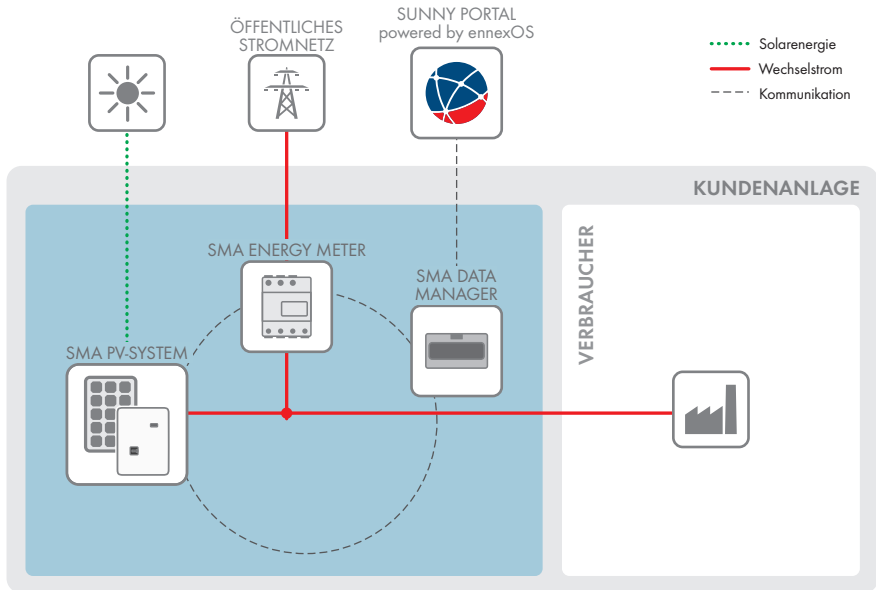 ÖFFENTLICHES
STROMNETZ
SUNNY PORTAL
powered by ennexOS
Solarenergie
Wechselstrom
Kommunikation
KUNDENANLAGE
SMA ENERGY METER
SMA DATA
MANAGER
VERBRAUCHER
SMA PV-SYSTEM